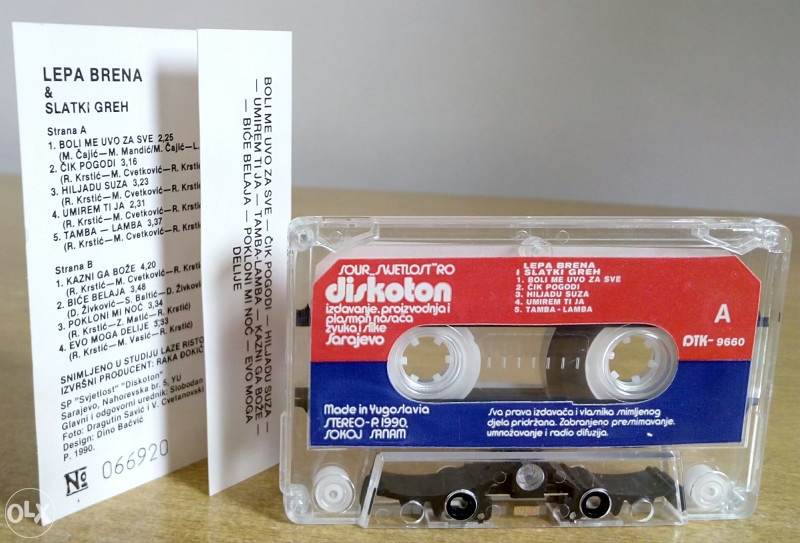 LEPA BRENA
&
SLATKI GREH
Strana A
1. BOLI ME UVO ZA SVE 2,25
(M. Čajić—M. Mandić/M. Čajić—L.
2. ČIK POGODI 3,16
(R. Krstić—M. Cvetković—R. Krstić
3. HILJADU SUZA 3,23
(R. Krstić—M. Cvetković—R. Krstić
4. UMIREM TI JA 2,31
(R. Krstić—M. Cvetković—R. Krstić
5. TAMBA — LAMBA 3,37
(R. Krstić—M. Cvetković—R. Krstić
Strana B
1. KAZNI GA BOŽE 4,20
(R. Krstić—M. Cvetković—R. Krstić
2. BIĆE BELAJA 3,48
(D. Živković—S. Baltić—D. Živkov
3. POKLONI MI NOĆ 3,34
(R. Krstić—Z. Matić—R. Krstić)
4. EVO MOGA DELIJE 3,33
(R. Krstić—M. Vasić—R. Krstić)
SNIMLJENO U STUDIJU LAZE RISTO
IZVRŠNI PRODUCENT: RAKA ĐOKIĆ
SP "Svjetlost" "Diskoton"
Sarajevo, Nahorevska br. 5, YU
Glavni i odgovorni urednik: Slobodan
Foto: Dragutin Savić i V. Cvetanovski
Design: Dino Bačvić
P. 1990.
№ 066920
BOLI ME UVO ZA SVE — ČIK POGODI — HILJADU SUZA —
— UMIREM TI JA — TAMBA-LAMBA — KAZNI GA BOŽE —
— BIĆE BELAJA — POKLONI MI NOĆ — EVO MOGA
DELIJE
SOUR „SVJETLOST" RO
diskoton
izdavanje, proizvodnja i
plasman nosača
zvuka i slike
Sarajevo
LEPA BRENA
I SLATKI GREH
1. BOLI ME UVO ZA SVE
2. ČIK POGODI
3. HILJADU SUZA
4. UMIREM TI JA
5. TAMBA-LAMBA
A
DTK- 9660
Made in Yugoslavia
STEREO-P. 1990.
SOKOJ SANAM
Sva prava izdavača i vlasnika snimljenog
djela pridržana. Zabranjeno presnimavanje,
umnožavanje i radio difuzija.
OLX